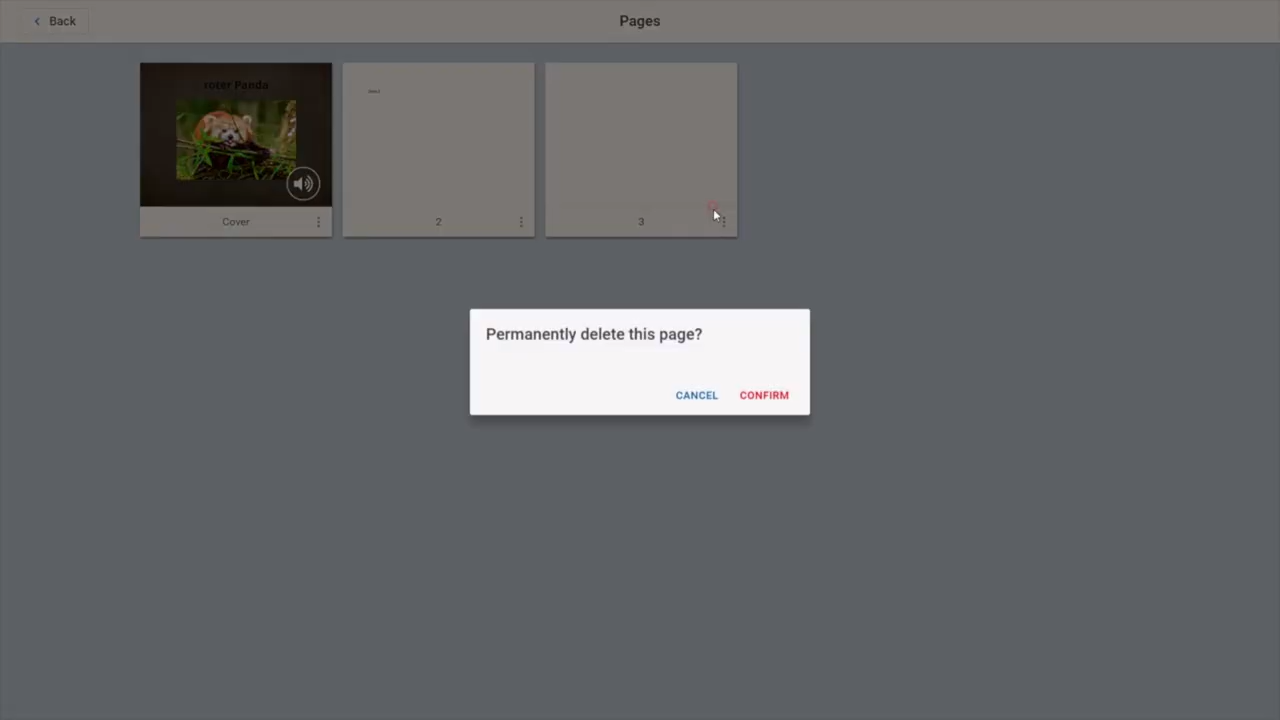 Back
Pages
roter Panda
Cover
2
3
Permanently delete this page?
CANCEL
CONFIRM